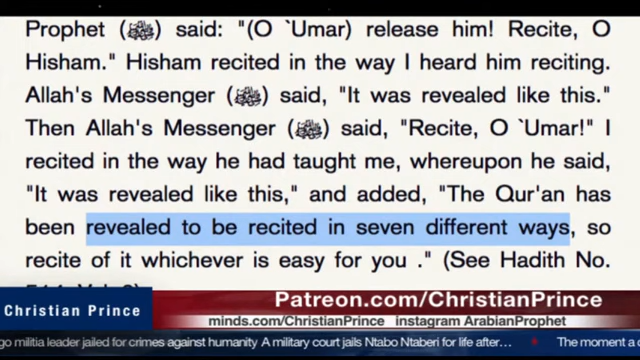 Prophet (ﷺ) said: "(O `Umar) release him! Recite, O
Hisham." Hisham recited in the way I heard him reciting.
Allah's Messenger (ﷺ) said, "It was revealed like this."
Then Allah's Messenger (ﷺ) said, "Recite, O `Umar!" I
recited in the way he had taught me, whereupon he said,
"It was revealed like this," and added, "The Qur'an has
been revealed to be recited in seven different ways, so
recite of it whichever is easy for you ." (See Hadith No.
Christian Prince
Patreon.com/ChristianPrince
minds.com/ChristianPrince instagram ArabianProphet
go militia leader jailed for crimes against humanity A military court jails Ntabo Ntaberi for life after... The moment a